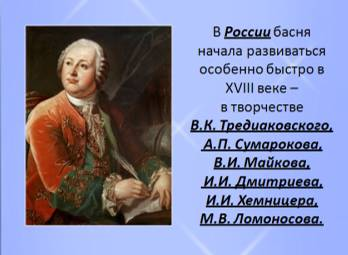 В России басня
начала развиваться
особенно быстро в
XVIII веке –
в творчестве
В.К. Тредиаковского,
А.П. Сумарокова,
В.И. Майкова,
И.И. Дмитриева,
И.И. Хемницера,
М.В. Ломоносова.